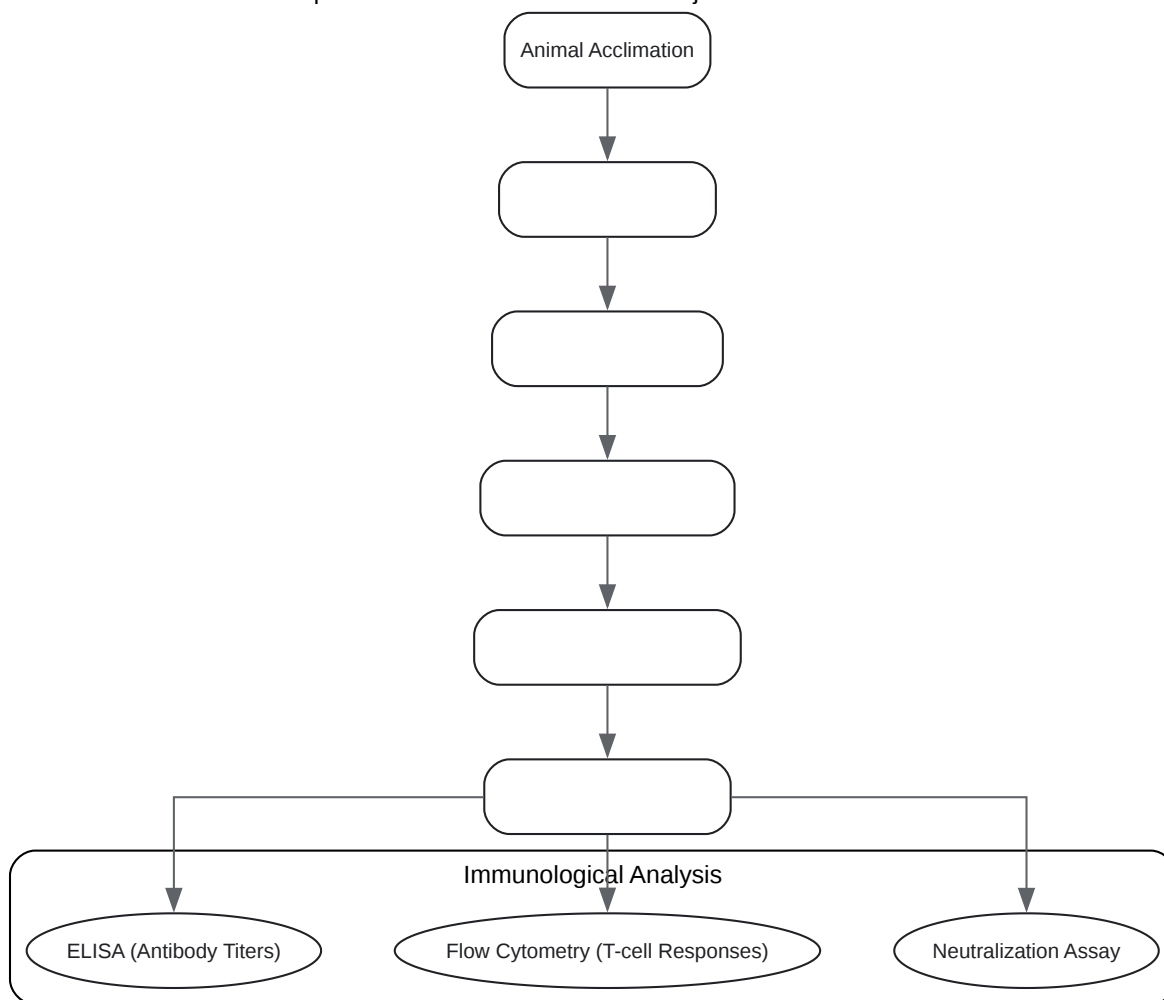 Animal Acclimation
Immunological Analysis
ELISA (Antibody Titers)
Flow Cytometry (T-cell Responses)
Neutralization Assay